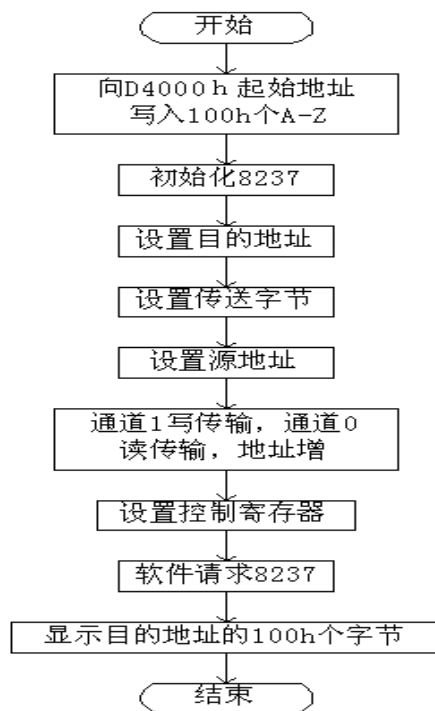 开始
向D4000h起始地址
写入100h个A-Z
初始化8237
设置目的地址
设置传送字节
设置源地址
通道1写传输，通道0
读传输，地址增
设置控制寄存器
软件请求8237
显示目的地址的100h个字节
结束